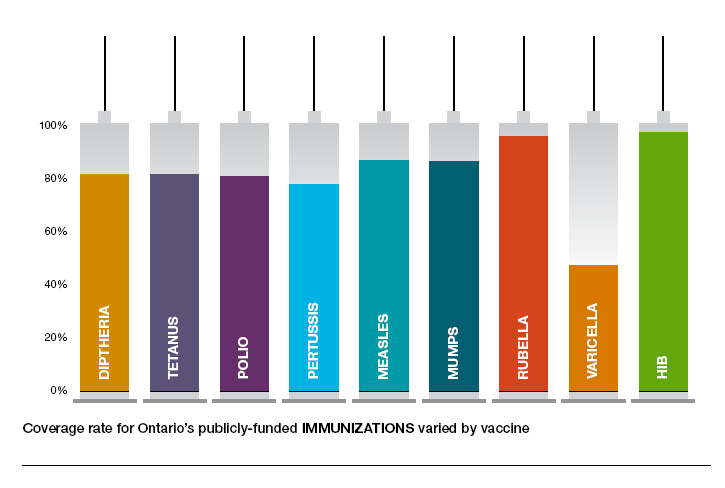 100%
80%
60%
40%
20%
0%
DIPTHERIA
TETANUS
POLIO
PERTUSSIS
MEASLES
MUMPS
RUBELLA
VARICELLA
HIB
Coverage rate for Ontario's publicly-funded IMMUNIZATIONS varied by vaccine